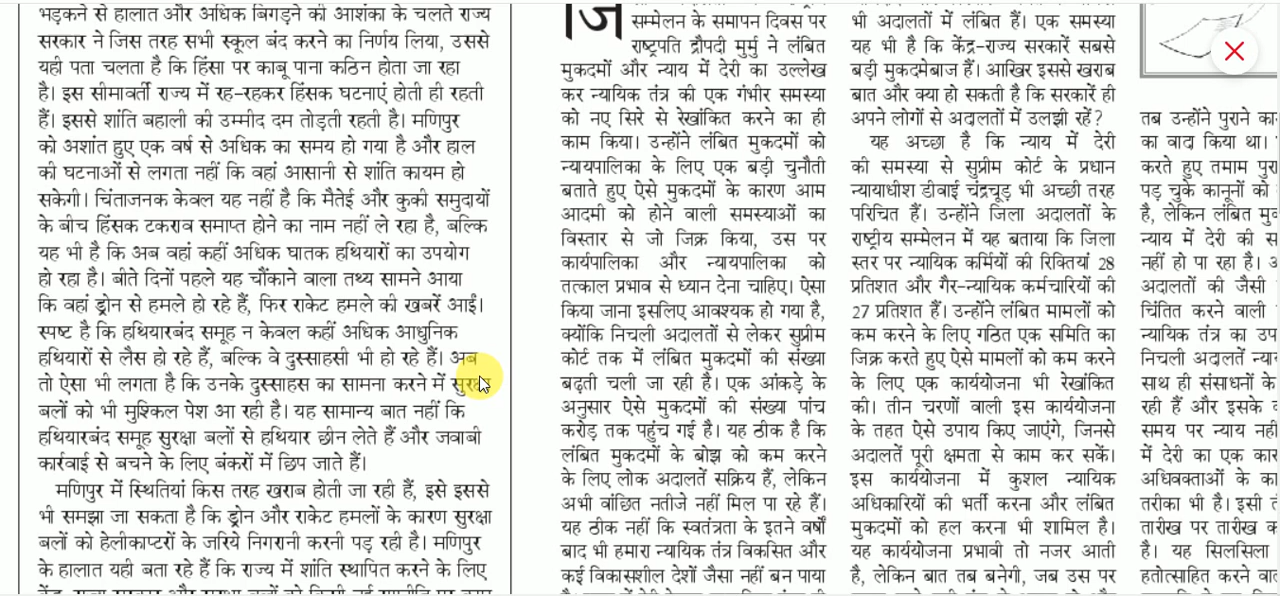 भड़कने से हालात और अधिक बिगड़ने की आशंका के चलते राज्य
सरकार ने जिस तरह सभी स्कूल बंद करने का निर्णय लिया, उससे
यही पता चलता है कि हिंसा पर काबू पाना कठिन होता जा रहा
है। इस सीमावर्ती राज्य में रह-रहकर हिंसक घटनाएं होती ही रहती
हैं। इससे शांति बहाली की उम्मीद दम तोड़ती रहती है। मणिपुर
को अशांत हुए एक वर्ष से अधिक का समय हो गया है और हाल
की घटनाओं से लगता नहीं कि वहां आसानी से शांति कायम हो
सकेगी। चिंताजनक केवल यह नहीं है कि मैतेई और कुकी समुदायों
के बीच हिंसक टकराव समाप्त होने का नाम नहीं ले रहा है, बल्कि
यह भी है कि अब वहां कहीं अधिक घातक हथियारों का उपयोग
हो रहा है। बीते दिनों पहले यह चौंकाने वाला तथ्य सामने आया
कि वहां ड्रोन से हमले हो रहे हैं, फिर राकेट हमले की खबरें आईं।
स्पष्ट है कि हथियारबंद समूह न केवल कहीं अधिक आधुनिक
हथियारों से लैस हो रहे हैं, बल्कि वे दुस्साहसी भी हो रहे हैं। अब
तो ऐसा भी लगता है कि उनके दुस्साहस का सामना करने में सुरक्षा
बलों को भी मुश्किल पेश आ रही है। यह सामान्य बात नहीं कि
हथियारबंद समूह सुरक्षा बलों से हथियार छीन लेते हैं और जवाबी
कार्रवाई से बचने के लिए बंकरों में छिप जाते हैं।
मणिपुर में स्थितियां किस तरह खराब होती जा रही हैं, इसे इससे
भी समझा जा सकता है कि ड्रोन और राकेट हमलों के कारण सुरक्षा
बलों को हेलीकाप्टरों के जरिये निगरानी करनी पड़ रही है। मणिपुर
के हालात यही बता रहे हैं कि राज्य में शांति स्थापित करने के लिए
जि
सम्मेलन के समापन दिवस पर
राष्ट्रपति द्रौपदी मुर्मु ने लंबित
मुकदमों और न्याय में देरी का उल्लेख
कर न्यायिक तंत्र की एक गंभीर समस्या
को नए सिरे से रेखांकित करने का ही
काम किया। उन्होंने लंबित मुकदमों को
न्यायपालिका के लिए एक बड़ी चुनौती
बताते हुए ऐसे मुकदमों के कारण आम
आदमी को होने वाली समस्याओं का
विस्तार से जो जिक्र किया, उस पर
कार्यपालिका और न्यायपालिका को
तत्काल प्रभाव से ध्यान देना चाहिए। ऐसा
किया जाना इसलिए आवश्यक हो गया है,
क्योंकि निचली अदालतों से लेकर सुप्रीम
कोर्ट तक में लंबित मुकदमों की संख्या
बढ़ती चली जा रही है। एक आंकड़े के
अनुसार ऐसे मुकदमों की संख्या पांच
करोड़ तक पहुंच गई है। यह ठीक है कि
लंबित मुकदमों के बोझ को कम करने
के लिए लोक अदालतें सक्रिय हैं, लेकिन
अभी वांछित नतीजे नहीं मिल पा रहे हैं।
यह ठीक नहीं कि स्वतंत्रता के इतने वर्षों
बाद भी हमारा न्यायिक तंत्र विकसित और
कई विकासशील देशों जैसा नहीं बन पाया
भी अदालतों में लंबित हैं। एक समस्या
यह भी है कि केंद्र-राज्य सरकारें सबसे
बड़ी मुकदमेबाज हैं। आखिर इससे खराब
बात और क्या हो सकती है कि सरकारें ही
अपने लोगों से अदालतों में उलझी रहें?
यह अच्छा है कि न्याय में देरी
की समस्या से सुप्रीम कोर्ट के प्रधान
न्यायाधीश डीवाई चंद्रचूड़ भी अच्छी तरह
परिचित हैं। उन्होंने जिला अदालतों के
राष्ट्रीय सम्मेलन में यह बताया कि जिला
स्तर पर न्यायिक कर्मियों की रिक्तियां 28
प्रतिशत और गैर-न्यायिक कर्मचारियों की
27 प्रतिशत हैं। उन्होंने लंबित मामलों को
कम करने के लिए गठित एक समिति का
जिक्र करते हुए ऐसे मामलों को कम करने
के लिए एक कार्ययोजना भी रेखांकित
की। तीन चरणों वाली इस कार्ययोजना
के तहत ऐसे उपाय किए जाएंगे, जिनसे
अदालतें पूरी क्षमता से काम कर सकें।
इस कार्ययोजना में कुशल न्यायिक
अधिकारियों की भर्ती करना और लंबित
मुकदमों को हल करना भी शामिल है।
यह कार्ययोजना प्रभावी तो नजर आती
है, लेकिन बात तब बनेगी, जब उस पर
तब उन्होंने पुराने
का वादा किया था।
करते हुए तमाम
पड़ चुके कानूनों को
है, लेकिन लंबित
न्याय में देरी की
नहीं हो पा रहा है।
अदालतों की जैसी
चिंतित करने वाली
न्यायिक तंत्र का
निचली अदालतें
साथ ही संसाधनों के
रही हैं और इसके
समय पर न्याय नहीं
में देरी का एक
अधिवक्ताओं के
तरीका भी है। इसी
तारीख पर तारीख
है। यह सिलसिला
हतोत्साहित करने